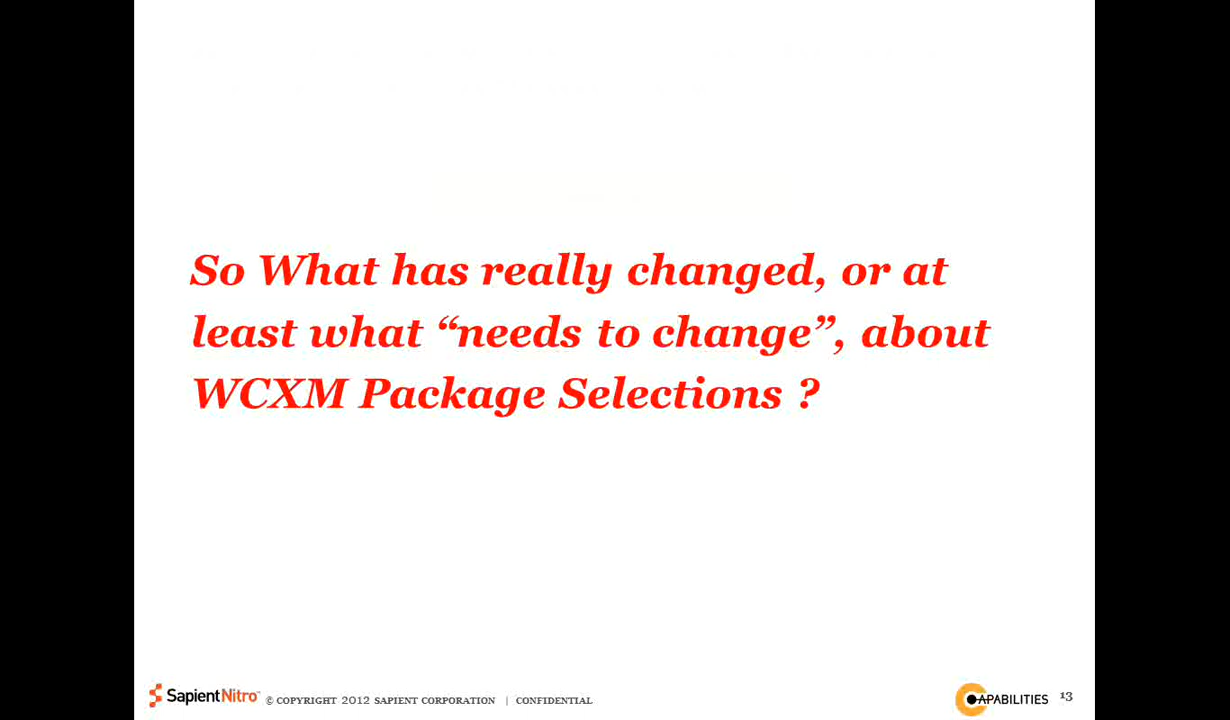 So What has really changed, or at
least what “needs to change”, about
WCXM Package Selections ?
SapientNitro © COPYRIGHT 2012 SAPIENT CORPORATION | CONFIDENTIAL
CAPABILITIES 13